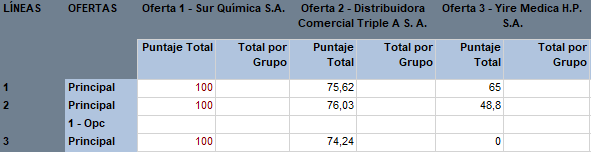 LÍNEAS OFERTAS Oferta 1 - Sur Química S.A. Oferta 2 - Distribuidora Comercial Triple A S. A. Oferta 3 - Yire Medica H.P. S.A.
Puntaje Total Total por Grupo Puntaje Total Total por Grupo Puntaje Total Total por Grupo
1 Principal 100 75,62 65
2 Principal 100 76,03 48,8
1 - Opc
3 Principal 100 74,24 0